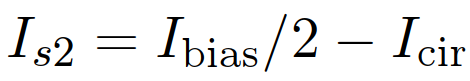 I_{s2} = I_{bias}/2 − I_{cir}